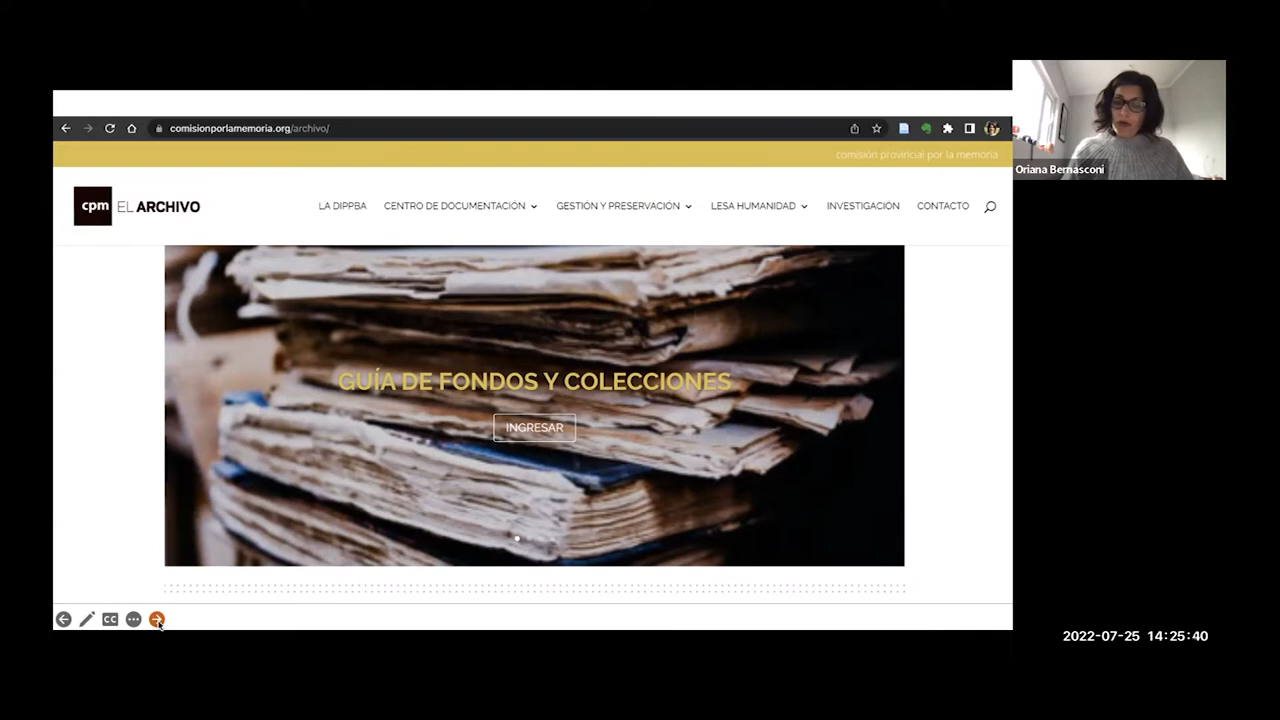 comisionporlamemoria.org/archivo/
comisión provincial por la memoria
cpm EL ARCHIVO
LA DIPPBA CENTRO DE DOCUMENTACIÓN GESTIÓN Y PRESERVACIÓN LESA HUMANIDAD INVESTIGACIÓN CONTACTO
GUÍA DE FONDOS Y COLECCIONES
INGRESAR
CC
Oriana Bernasconi
2022-07-25 14:25:40